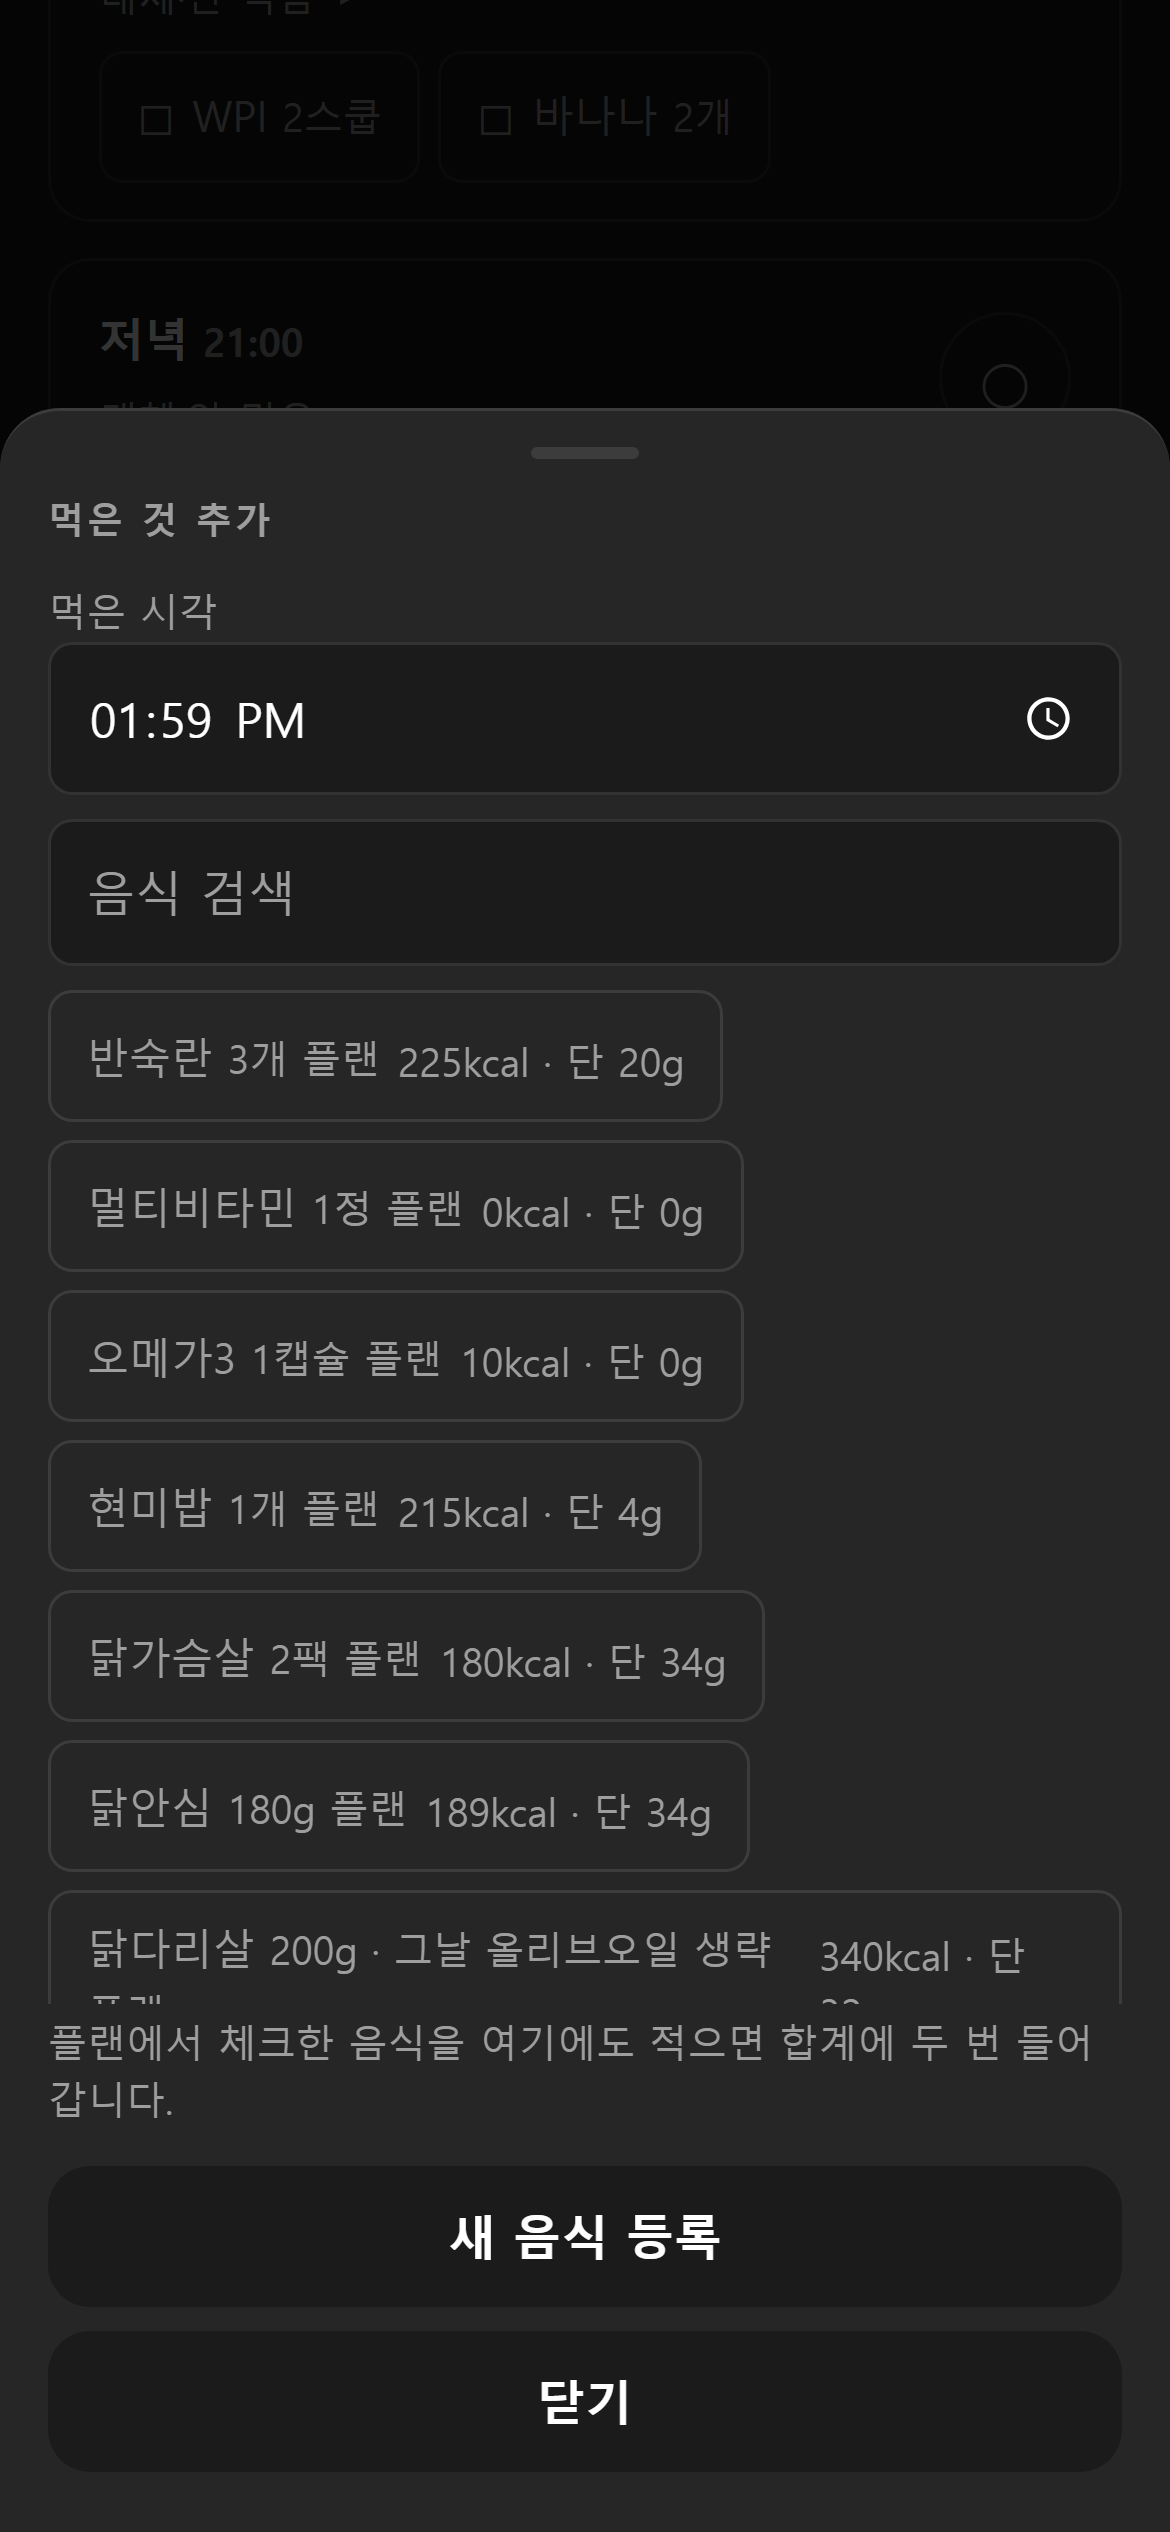 WPI 2스쿱
바나나 2개
저녁 21:00
먹은 것 추가
먹은 시각
01:59 PM
음식 검색
반숙란 3개 플랜 225kcal · 단 20g
멀티비타민 1정 플랜 0kcal · 단 0g
오메가3 1캡슐 플랜 10kcal · 단 0g
현미밥 1개 플랜 215kcal · 단 4g
닭가슴살 2팩 플랜 180kcal · 단 34g
닭안심 180g 플랜 189kcal · 단 34g
닭다리살 200g · 그날 올리브오일 생략 340kcal · 단
플랜에서 체크한 음식을 여기에도 적으면 합계에 두 번 들어
갑니다.
새 음식 등록
닫기